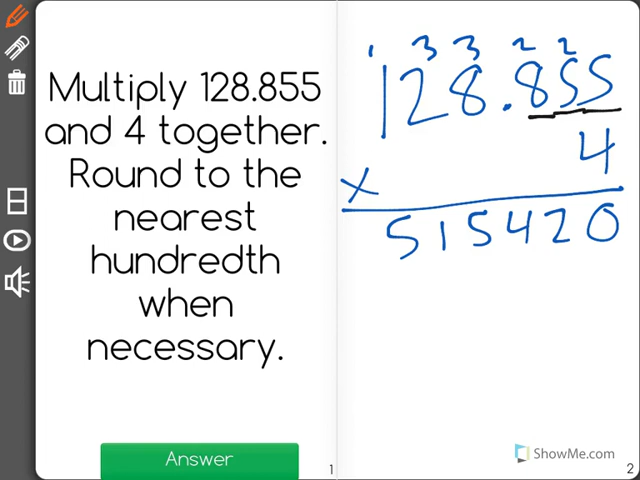 Multiply 128.855
and 4 together.
Round to the
nearest
hundredth
when
necessary.
Answer
1
1 3 3 2 2
128.855
4
×
515420
ShowMe.com
2